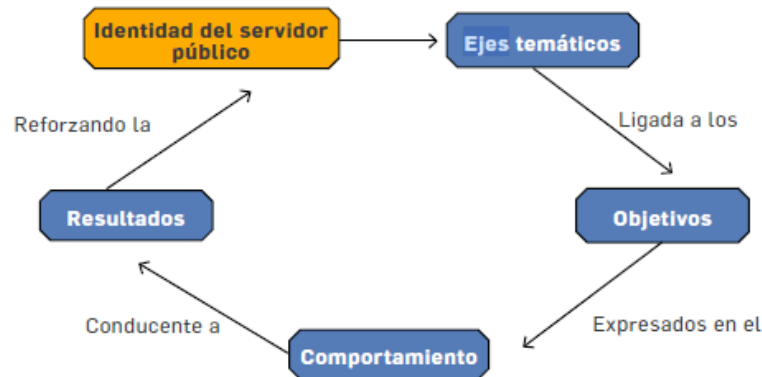 Identidad del servidor
público
Ejes temáticos
Reforzando la
Ligada a los
Resultados
Objetivos
Conducente a
Expresados en el
Comportamiento